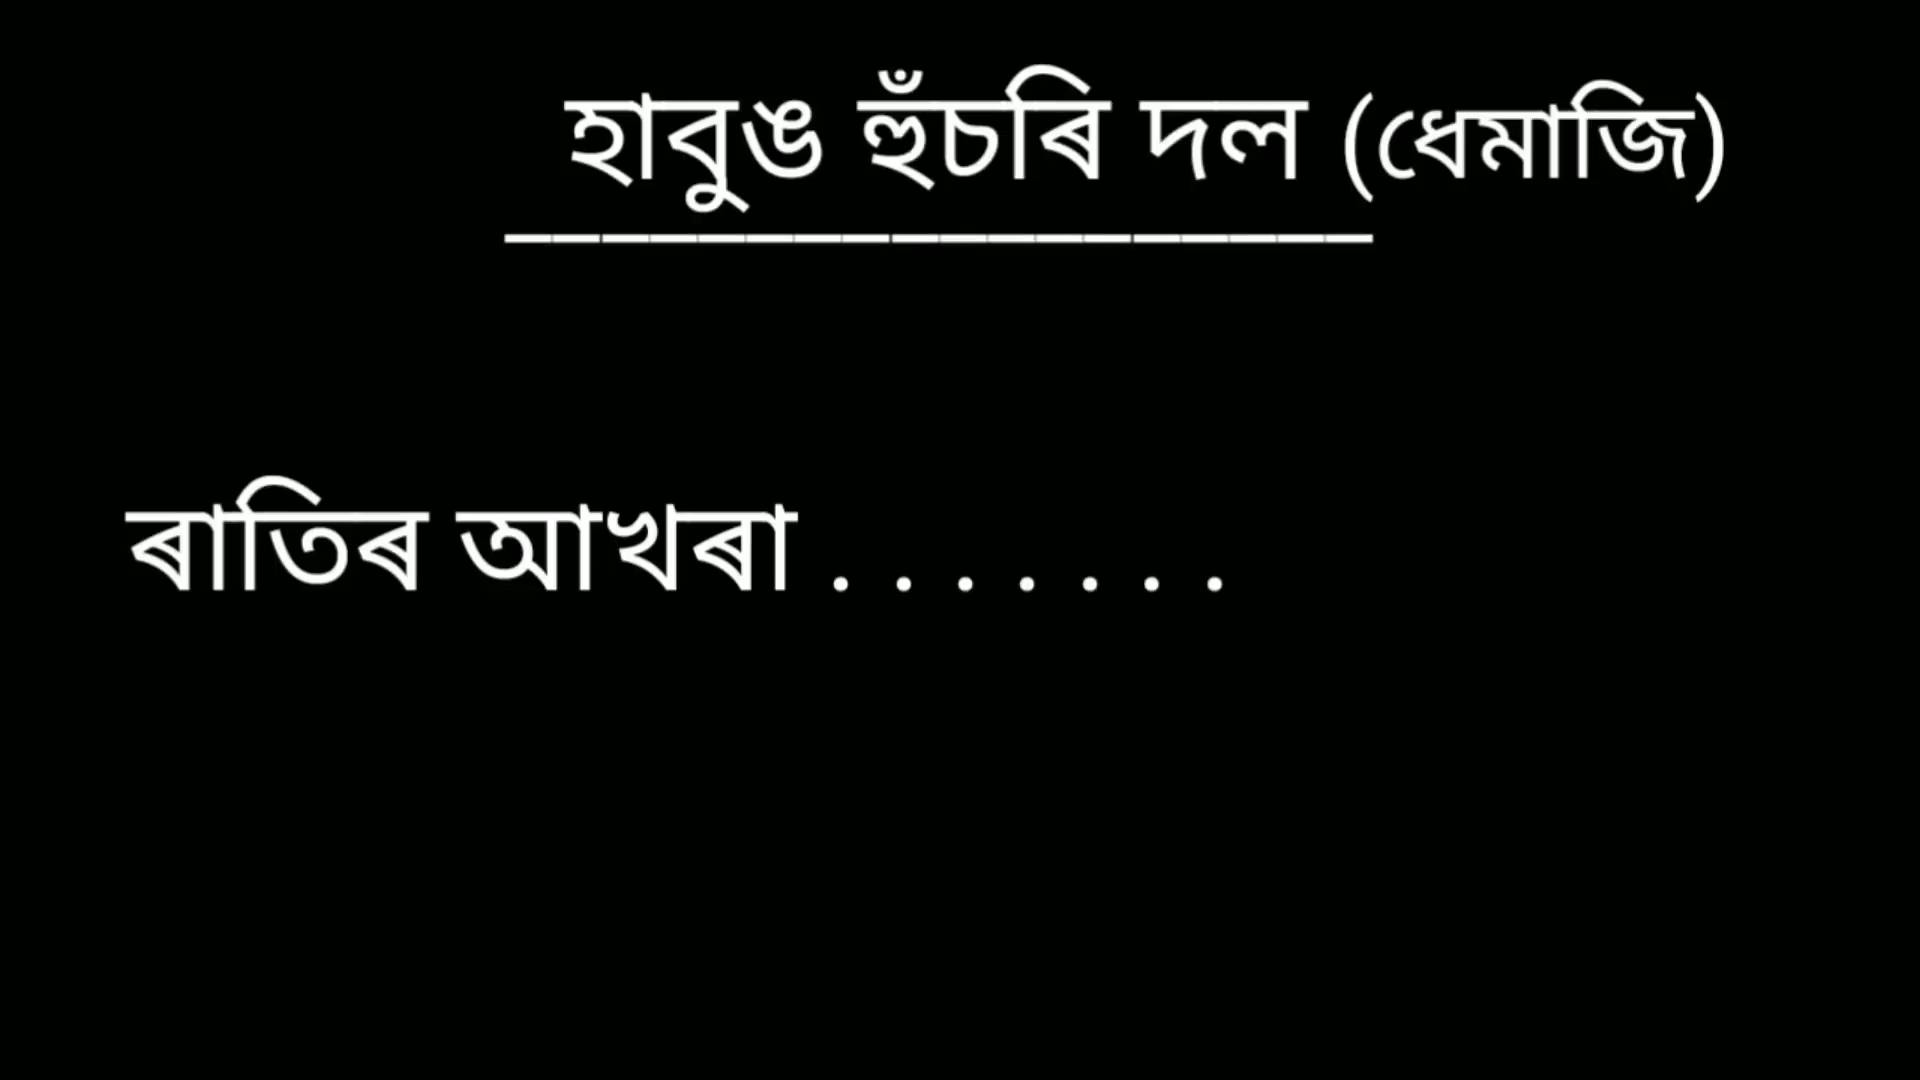 হাবুঙ হুঁচৰি দল (ধেমাজি)
ৰাতিৰ আখৰা . . . . . . .